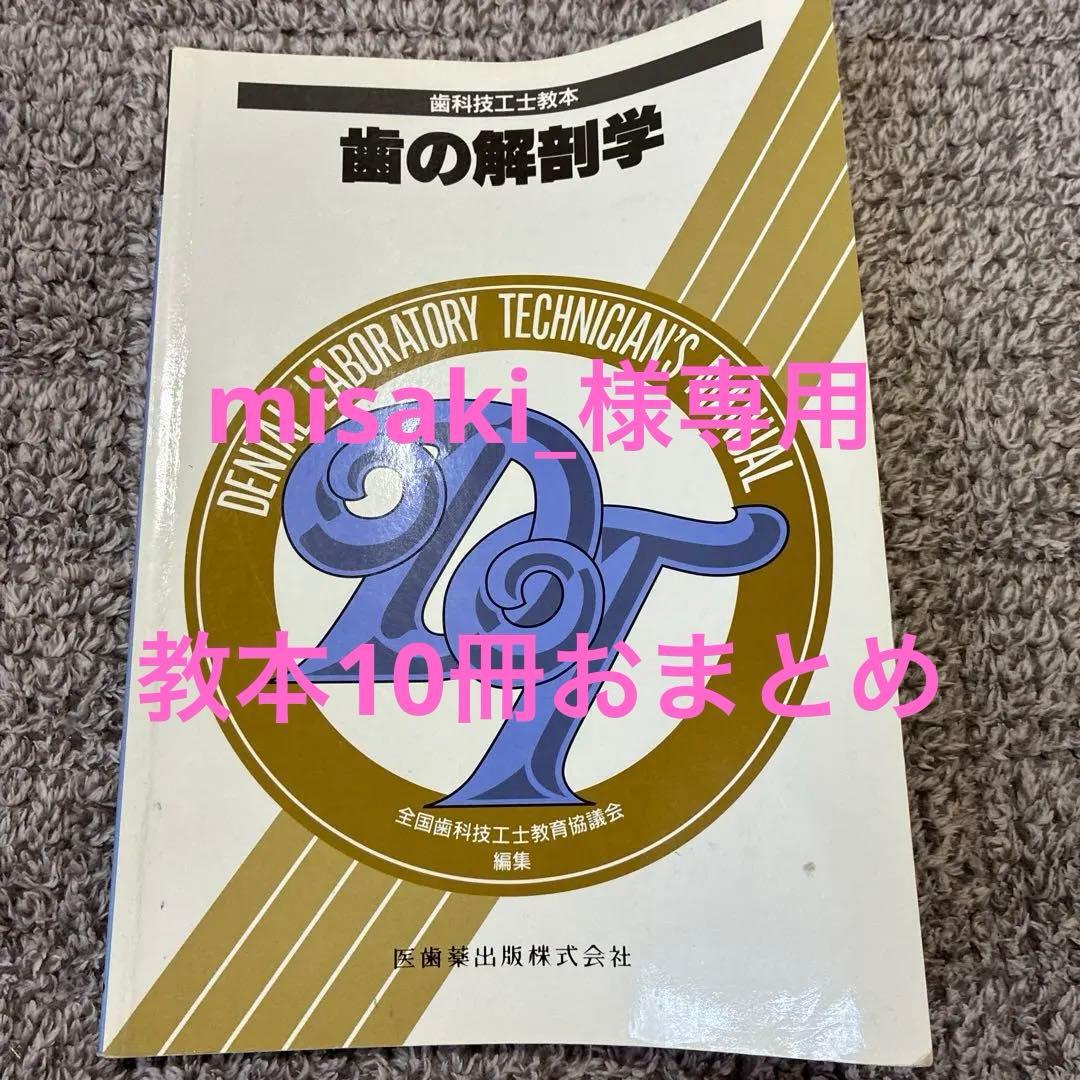 歯科技工士教本
歯の解剖学
DENTAL LABORATORY TECHNICIAN'S
misaki_様専用
DT
教本10冊おまとめ
全国歯科技工士教育協議会
編集
医歯薬出版株式会社